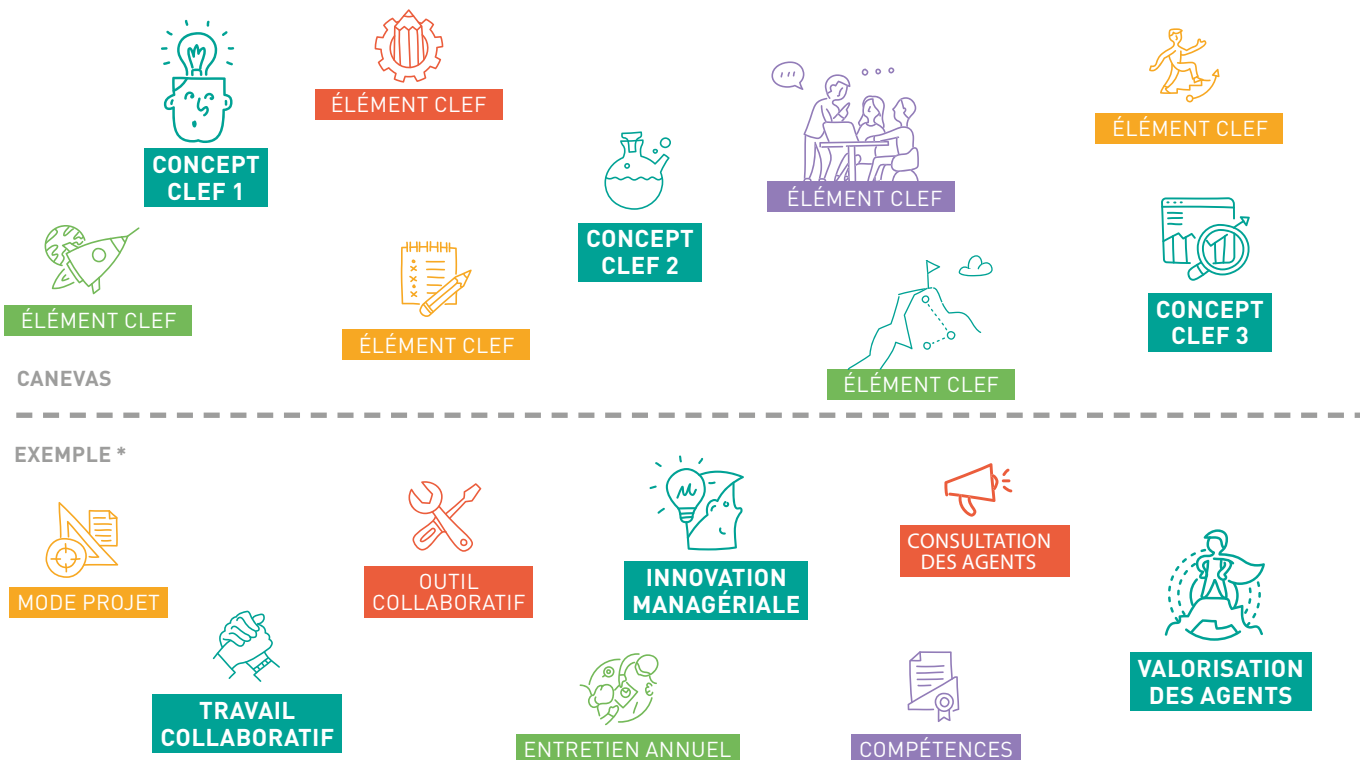 ÉLÉMENT CLEF
ÉLÉMENT CLEF
CONCEPT
CLEF 1
ÉLÉMENT CLEF
CONCEPT
CLEF 2
ÉLÉMENT CLEF
ÉLÉMENT CLEF
CONCEPT
CLEF 3
ÉLÉMENT CLEF
ÉLÉMENT CLEF
CANEVAS
EXEMPLE *
CONSULTATION
DES AGENTS
OUTIL
COLLABORATIF
INNOVATION
MANAGÉRIALE
MODE PROJET
VALORISATION
DES AGENTS
TRAVAIL
COLLABORATIF
ENTRETIEN ANNUEL
COMPÉTENCES